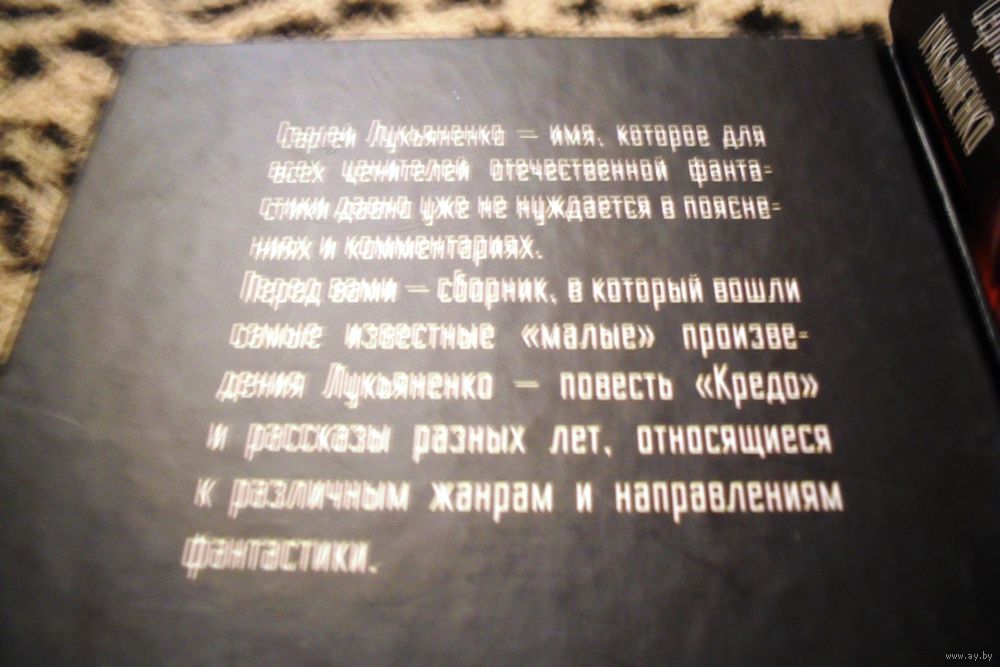 Сергей Лукьяненко — имя, которое для
всех ценителей отечественной фанта-
стики давно уже не нуждается в поясне-
ниях и комментариях.
Перед вами — сборник, в который вошли
самые известные «малые» произве-
дения Лукьяненко — повесть «Кредо»
и рассказы разных лет, относящиеся
к различным жанрам и направлениям
фантастики.
Лукьяненко
www.ay.by